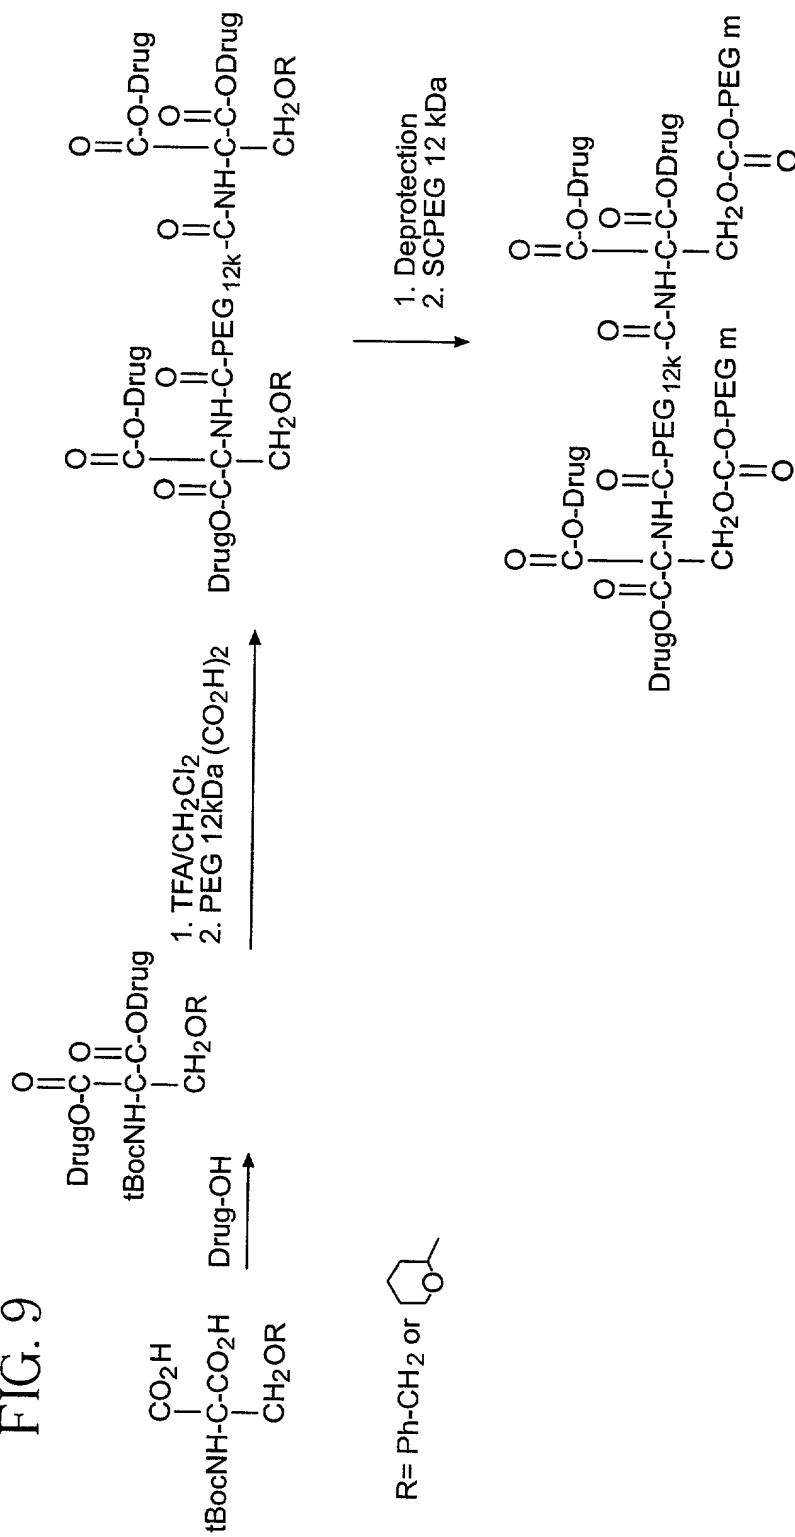 FIG. 9
CO2H
tBocNH-C-CO2H
CH2OR
Drug-OH
O
DrugO-C O
tBocNH-C-C-ODrug
CH2OR
1. TFA/CH2Cl2
2. PEG 12kDa (CO2H)2
O
C-O-Drug
O O
DrugO-C-C-NH-C-PEG12k-C-NH-C-C-ODrug
CH2OR
O
O
C-O-Drug
O
CH2OR
1. Deprotection
2. SCPEG 12 kDa
R= Ph-CH2 or
O
O
C-O-Drug
O O
DrugO-C-C-NH-C-PEG12k-C-NH-C-C-ODrug
CH2O-C-O-PEG m
O
O
O
C-O-Drug
O
CH2O-C-O-PEG m
O